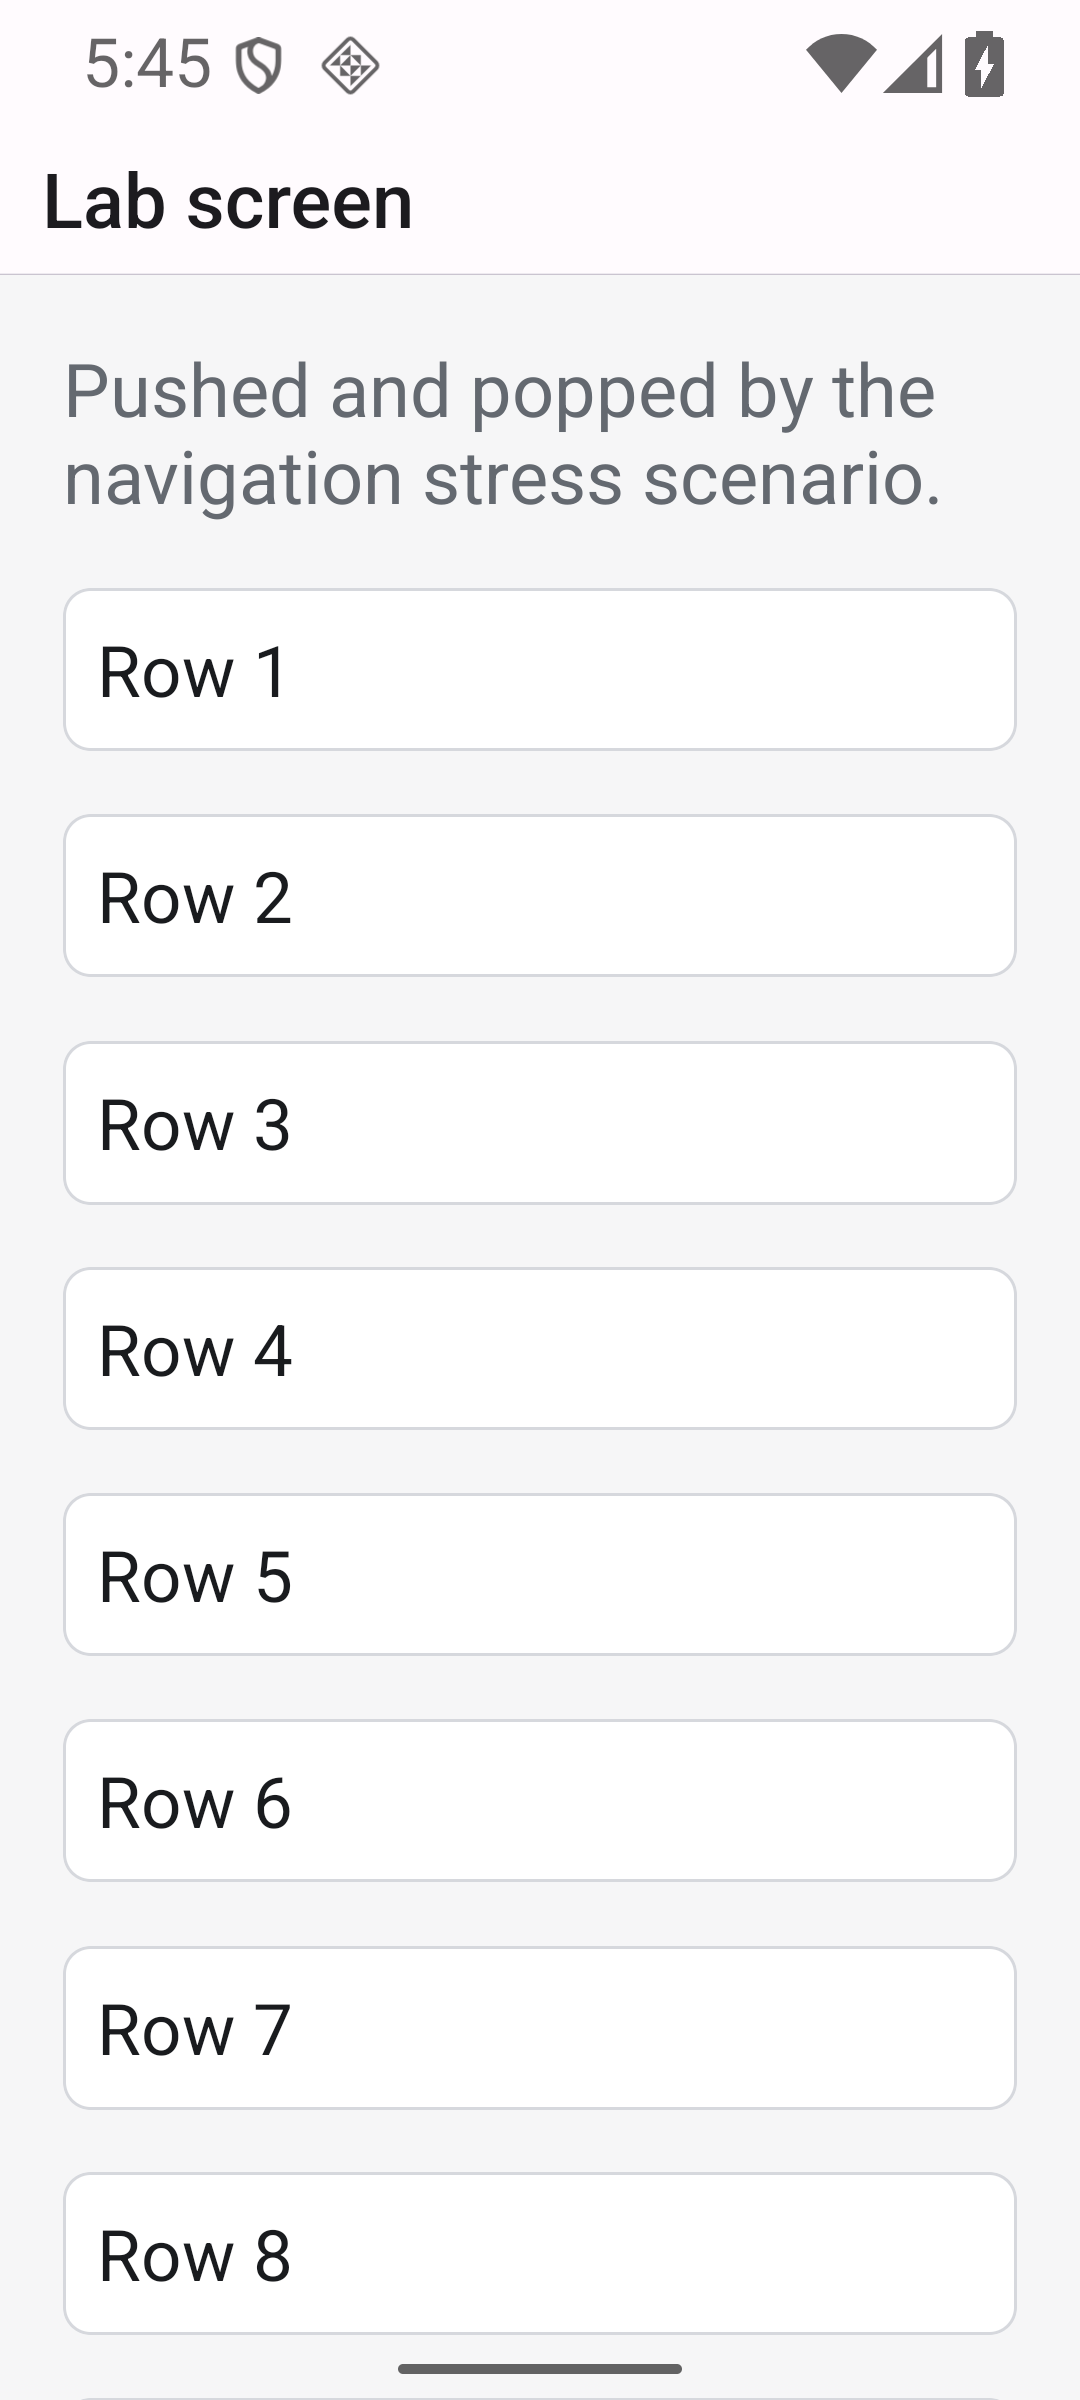 5:45
Lab screen
Pushed and popped by the
navigation stress scenario.
Row 1
Row 2
Row 3
Row 4
Row 5
Row 6
Row 7
Row 8